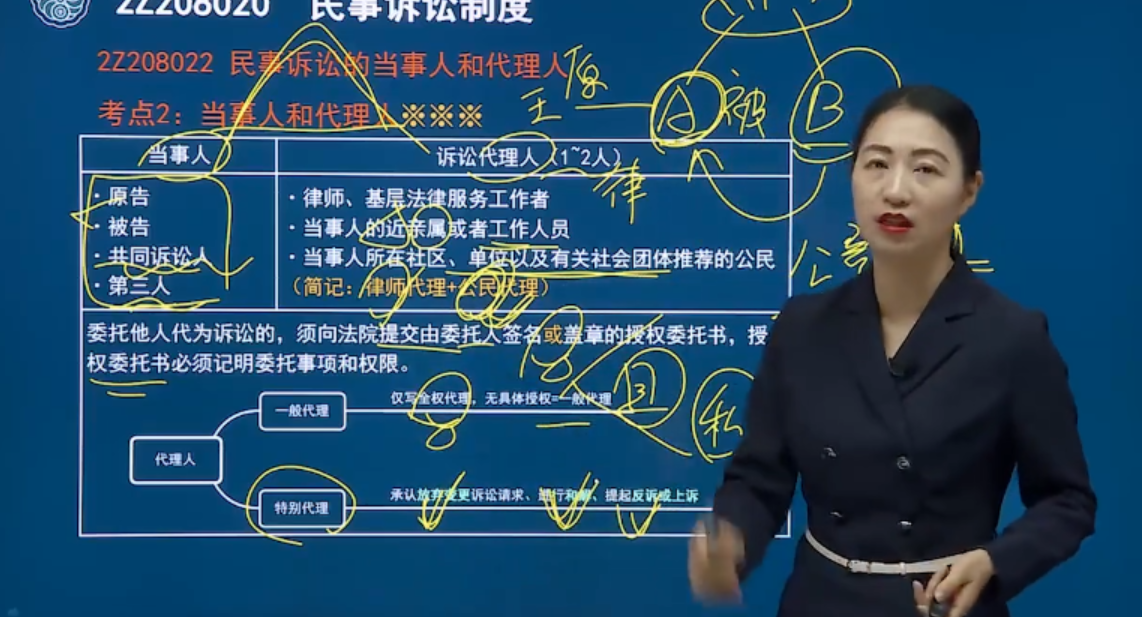 2Z208020 民事诉讼制度
2Z208022 民事诉讼的当事人和代理人
考点2：当事人和代理人※※※
王 原 A 被 B
当事人
诉讼代理人（1~2人）
律
· 原告
· 被告
· 共同诉讼人
· 第三人
· 律师、基层法律服务工作者
· 当事人的近亲属或者工作人员
· 当事人所在社区、单位以及有关社会团体推荐的公民
（简记：律师代理+公民代理）
公
委托他人代为诉讼的，须向法院提交由委托人签名或盖章的授权委托书，授
权委托书必须记明委托事项和权限。
私
代理人
一般代理
仅写全权代理，无具体授权=一般代理
特别代理
承认放弃变更诉讼请求、进行和解、提起反诉或上诉